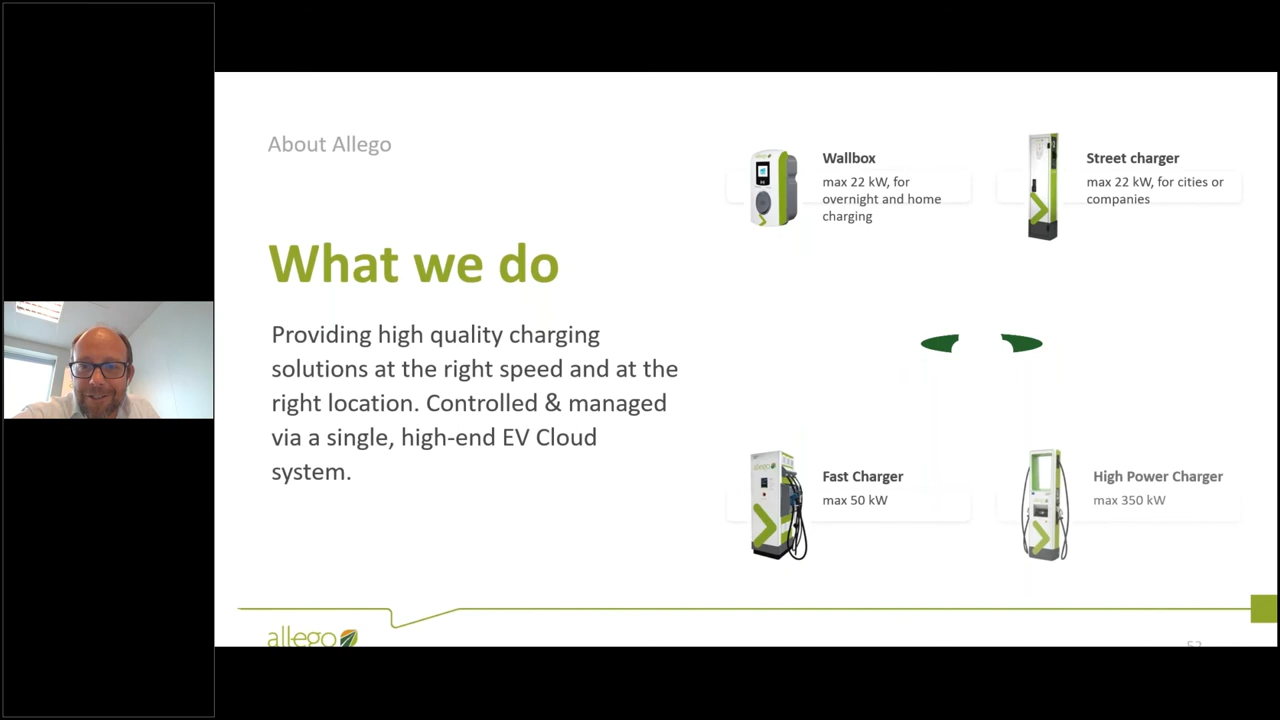 About Allego
What we do
Providing high quality charging
solutions at the right speed and at the
right location. Controlled & managed
via a single, high-end EV Cloud
system.
Wallbox
max 22 kW, for
overnight and home
charging
Street charger
max 22 kW, for cities or
companies
Fast Charger
max 50 kW
High Power Charger
max 350 kW
allego